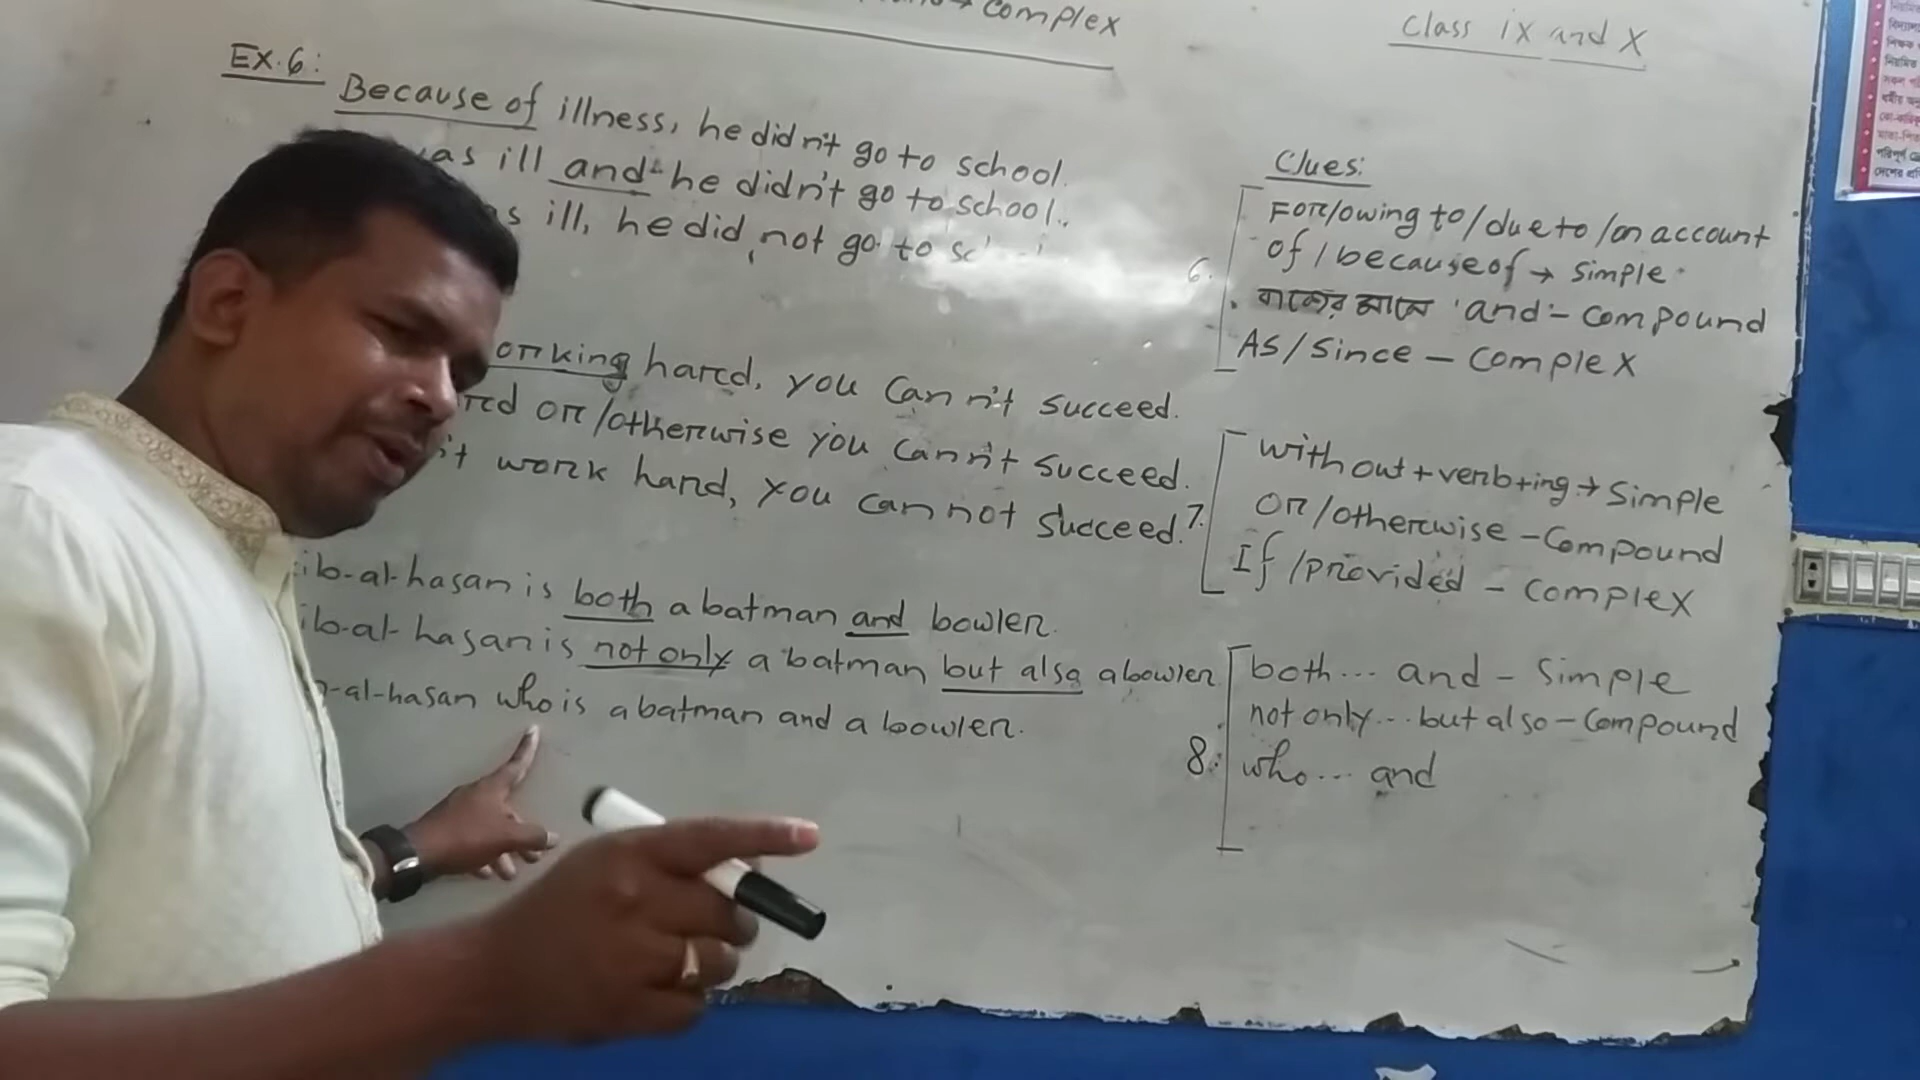 complex
Class ix and X
Ex.6:
Because of illness, he didn't go to school.
as ill and he didn't go to school.
s ill, he did not go to
orking hard, you cann't succeed.
rd or/otherwise you cann't succeed.
't work hard, you cannot succeed.
ib-al-hasan is both a batman and bowler.
ib-al-hasan is not only a batman but also a bowler
-al-hasan who is a batman and a bowler.
Clues:
6.
For/owing to/due to/on account
of/because of → simple
বাক্যের মাঝে 'and'- compound
As/since – complex
7.
without+verb+ing→ Simple
or/otherwise –Compound
If/provided – complex
8.
both... and – Simple
not only... but also – Compound
who... and